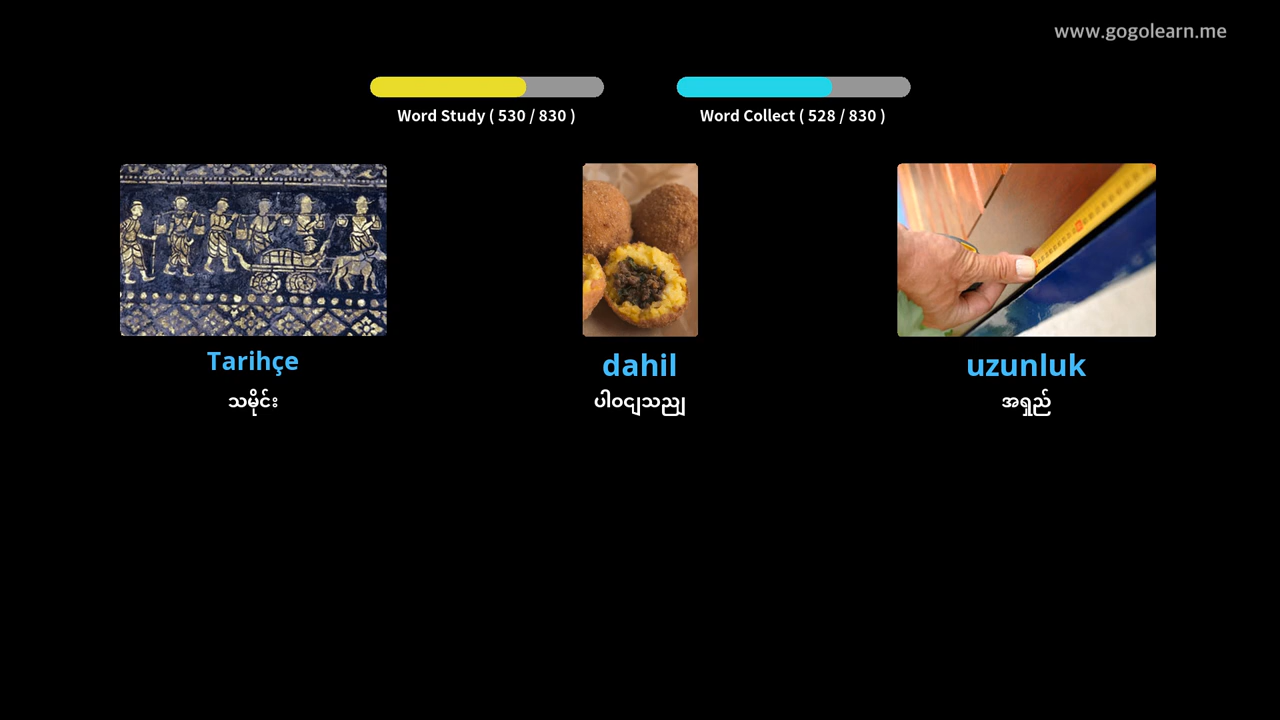 www.gogolearn.me
Word Study ( 530 / 830 )
Word Collect ( 528 / 830 )
Tarihçe
dahil
uzunluk
သမိုင်း
ပါဝငျသညျ
အရှည်